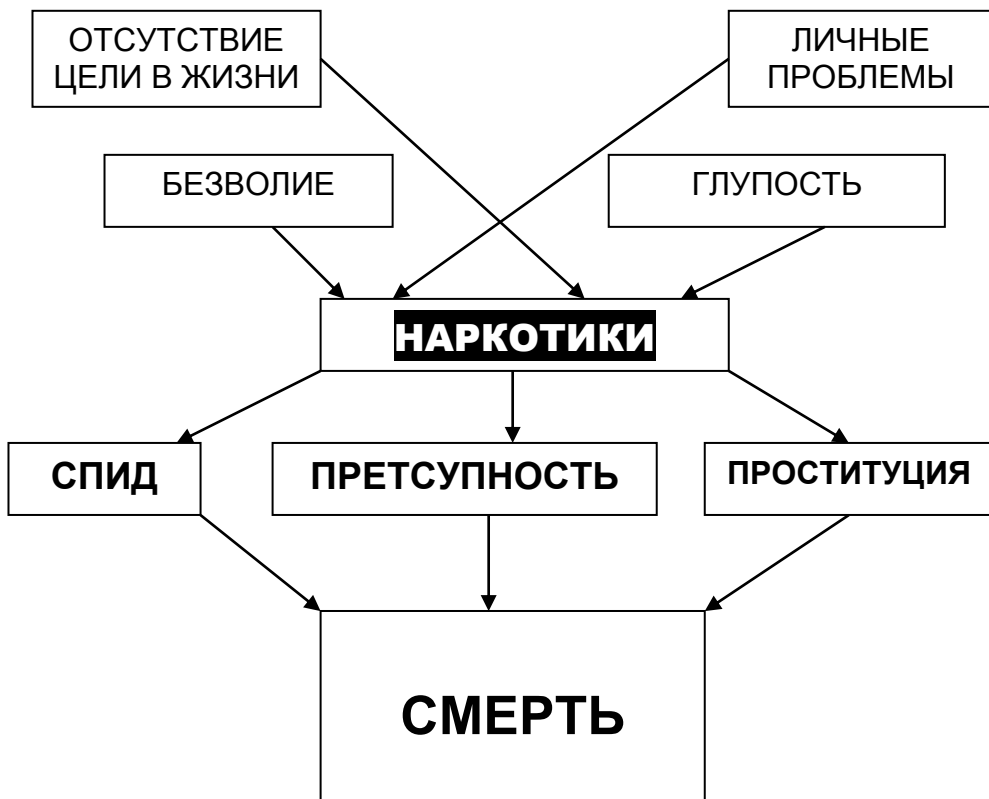 ОТСУТСТВИЕ
ЦЕЛИ В ЖИЗНИ
ЛИЧНЫЕ
ПРОБЛЕМЫ
БЕЗВОЛИЕ
ГЛУПОСТЬ
НАРКОТИКИ
СПИД
ПРЕТСУПНОСТЬ
ПРОСТИТУЦИЯ
СМЕРТЬ